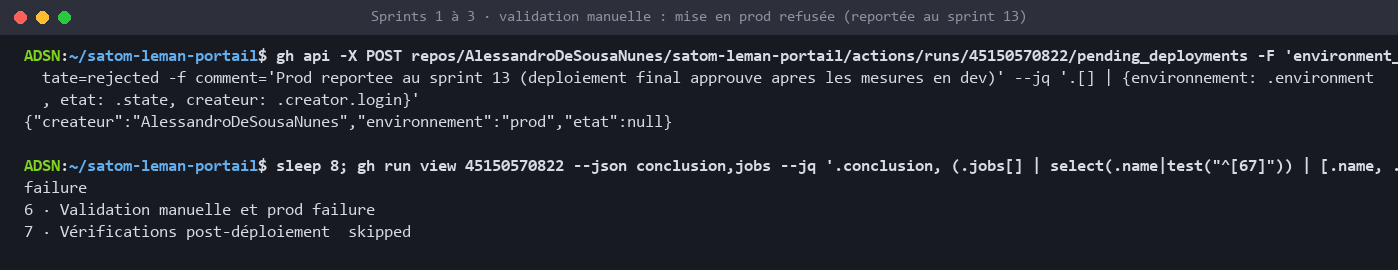 Sprints 1 à 3 · validation manuelle : mise en prod refusée (reportée au sprint 13)
ADSN:~/satom-leman-portail$ gh api -X POST repos/AlessandroDeSousaNunes/satom-leman-portail/actions/runs/45150570822/pending_deployments -F 'environment_
tate=rejected -f comment='Prod reportee au sprint 13 (deploiement final approuve apres les mesures en dev)' --jq '.[] | {environnement: .environment
, etat: .state, createur: .creator.login}'
{"createur":"AlessandroDeSousaNunes","environnement":"prod","etat":null}
ADSN:~/satom-leman-portail$ sleep 8; gh run view 45150570822 --json conclusion,jobs --jq '.conclusion, (.jobs[] | select(.name|test("^[67]")) | [.name, .
failure
6 · Validation manuelle et prod failure
7 · Vérifications post-déploiement  skipped